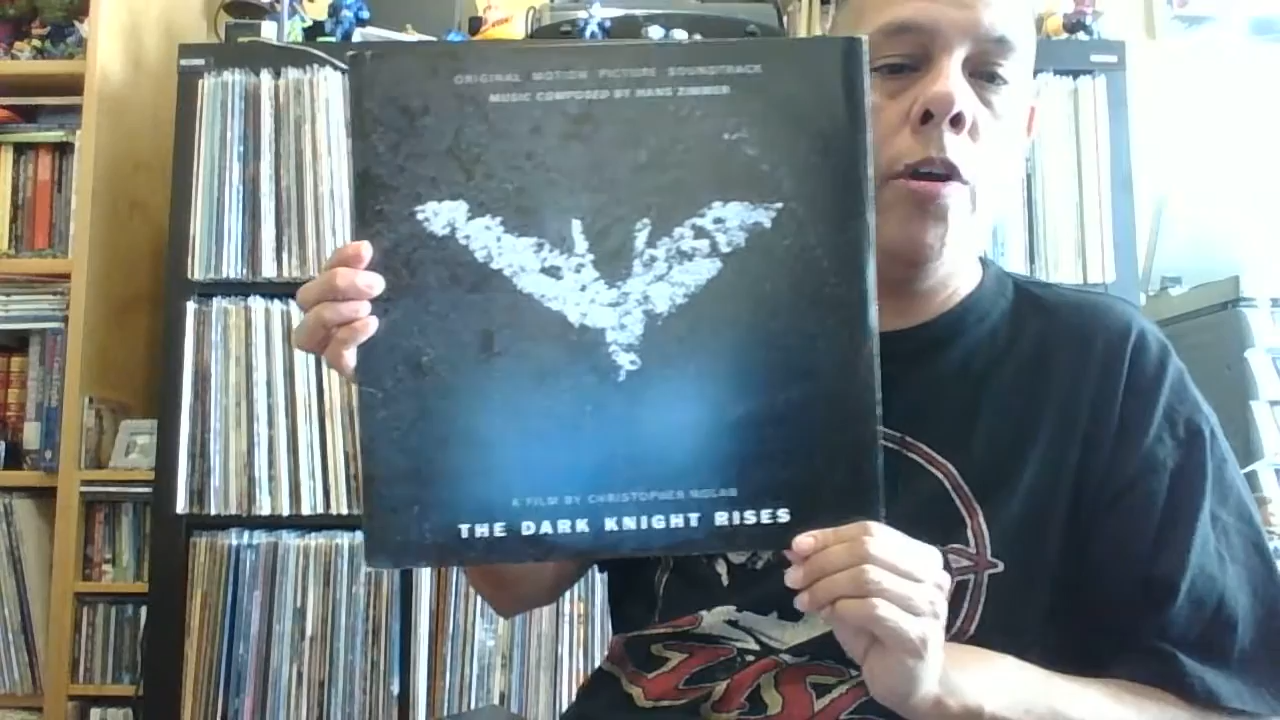 ORIGINAL MOTION PICTURE SOUNDTRACK
MUSIC COMPOSED BY HANS ZIMMER
A FILM BY CHRISTOPHER NOLAN
THE DARK KNIGHT RISES